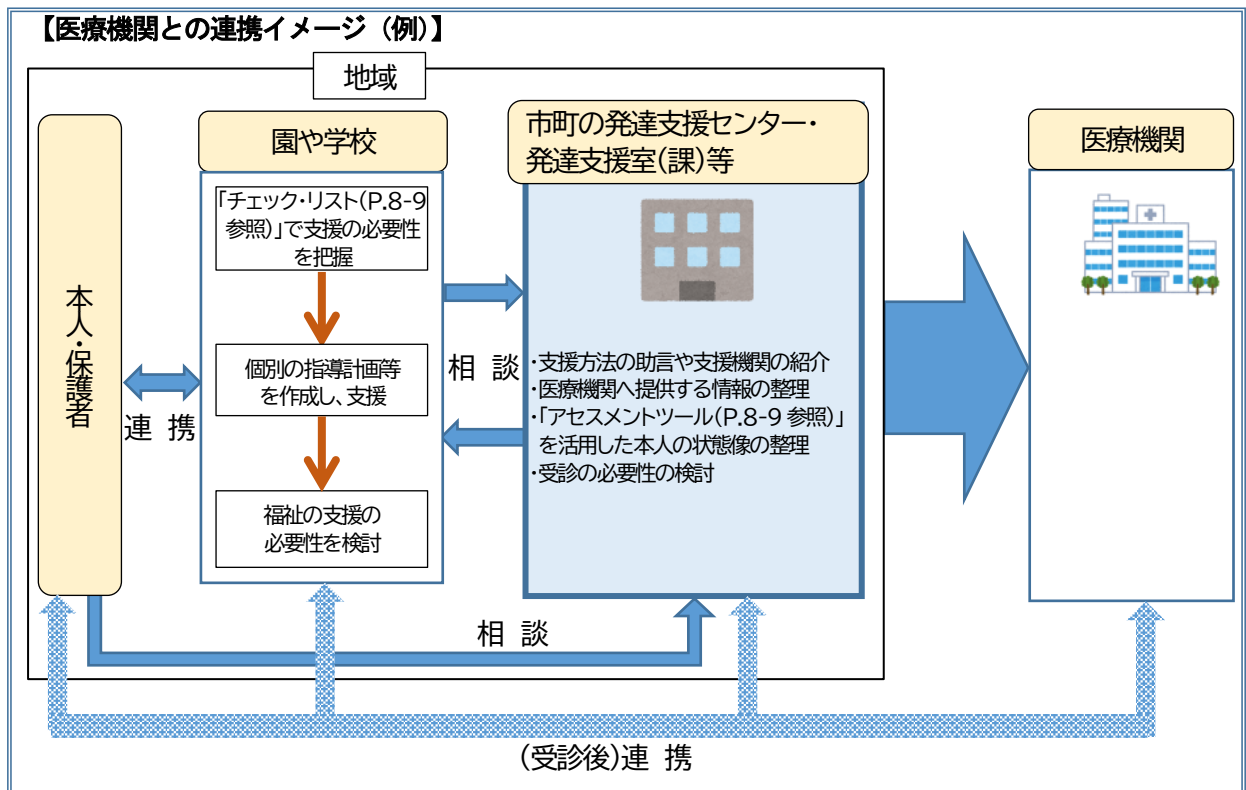 【医療機関との連携イメージ（例）】
地域
本人・保護者
連 携
園や学校
「チェック・リスト(P.8-9
参照)」で支援の必要性
を把握
個別の指導計画等
を作成し、支援
福祉の支援の
必要性を検討
相 談
市町の発達支援センター・
発達支援室(課)等
・支援方法の助言や支援機関の紹介
・医療機関へ提供する情報の整理
・「アセスメントツール(P.8-9 参照)」
を活用した本人の状態像の整理
・受診の必要性の検討
医療機関
相 談
(受診後)連 携